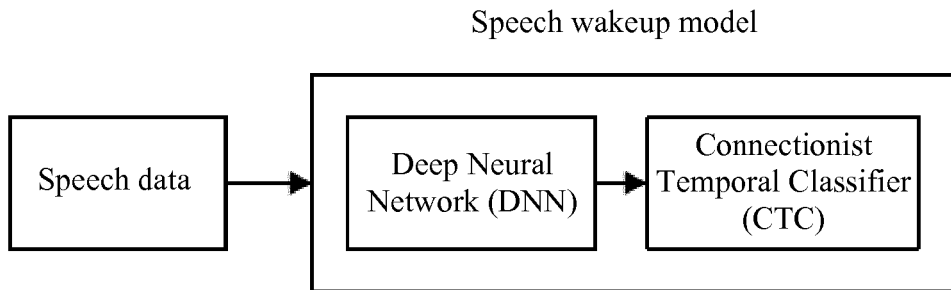 Speech wakeup model
Speech data
Deep Neural
Network (DNN)
Connectionist
Temporal Classifier
(CTC)